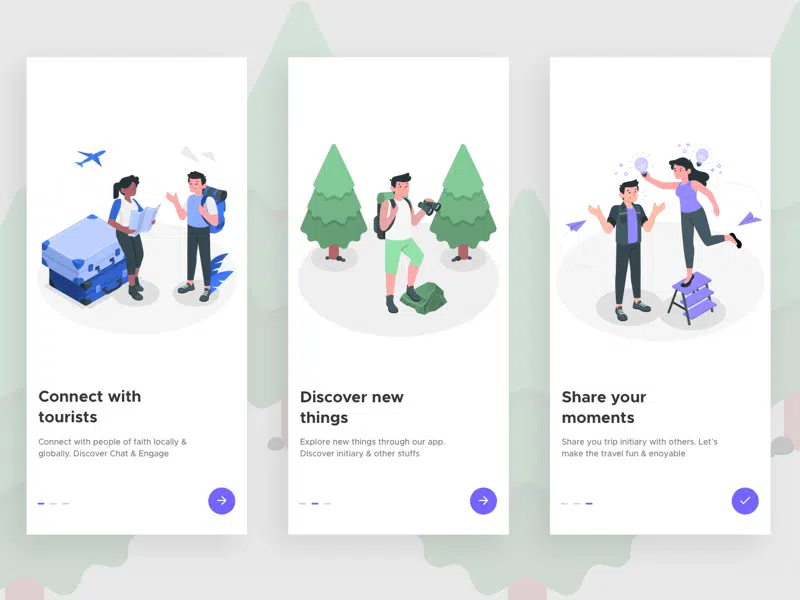 Connect with
tourists
Connect with people of faith locally &
globally. Discover Chat & Engage
Discover new
things
Explore new things through our app.
DIscover initiary & other stuffs
Share your
moments
Share you trip initiary with others. Let's
make the travel fun & enoyable